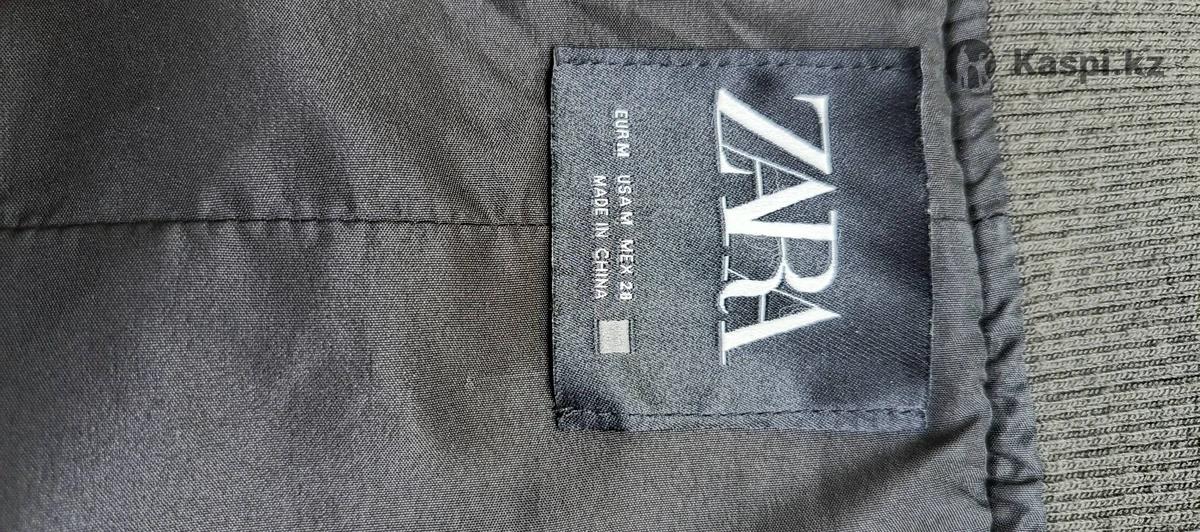 Kaspi.kz
ZARA
EUR M USA M MEX 28
MADE IN CHINA